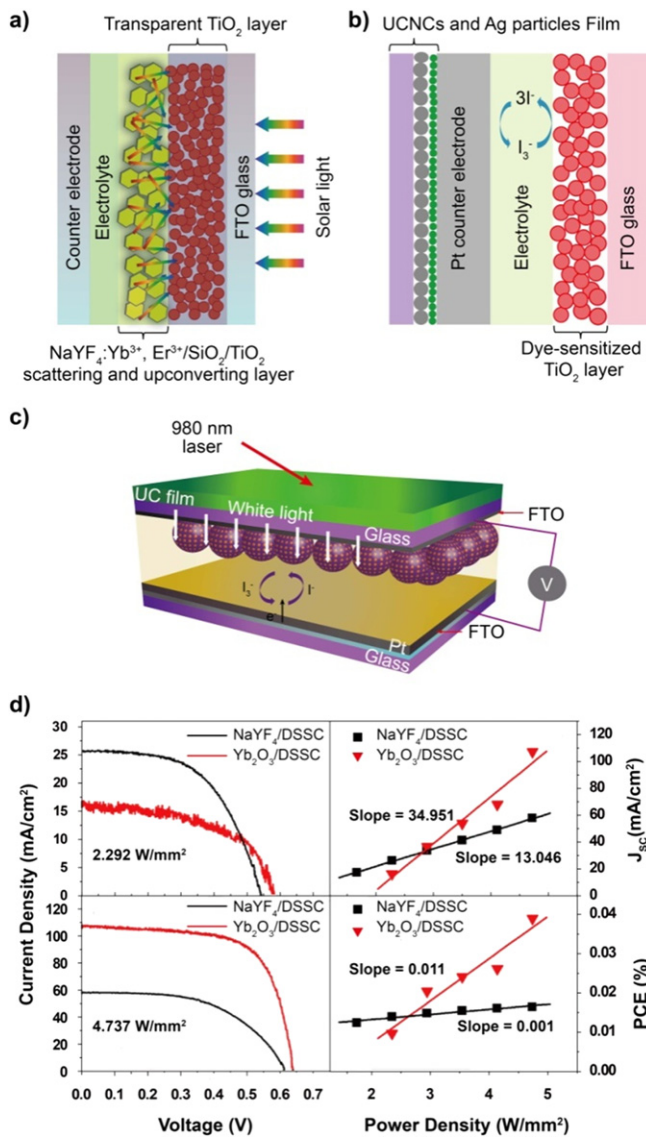 a)
Transparent TiO₂ layer
Counter electrode
Electrolyte
FTO glass
Solar light
NaYF₄:Yb³⁺, Er³⁺/SiO₂/TiO₂
scattering and upconverting layer
b)
UCNCs and Ag particles Film
Pt counter electrode
Electrolyte
3I⁻
I₃⁻
FTO glass
Dye-sensitized
TiO₂ layer
c)
980 nm
laser
UC film
White light
Glass
FTO
I₃⁻
I⁻
e⁻
V
FTO
Pt
Glass
d)
Current Density (mA/cm²)
30
25
20
15
10
5
0
NaYF₄/DSSC
Yb₂O₃/DSSC
2.292 W/mm²
NaYF₄/DSSC
Yb₂O₃/DSSC
Slope = 34.951
Slope = 13.046
120
100
80
60
40
20
0
J_SC(mA/cm²)
120
100
80
60
40
20
0
NaYF₄/DSSC
Yb₂O₃/DSSC
4.737 W/mm²
0.0 0.1 0.2 0.3 0.4 0.5 0.6 0.7
Voltage (V)
NaYF₄/DSSC
Yb₂O₃/DSSC
Slope = 0.011
Slope = 0.001
0.04
0.03
0.02
0.01
0.00
PCE (%)
2 3 4 5
Power Density (W/mm²)